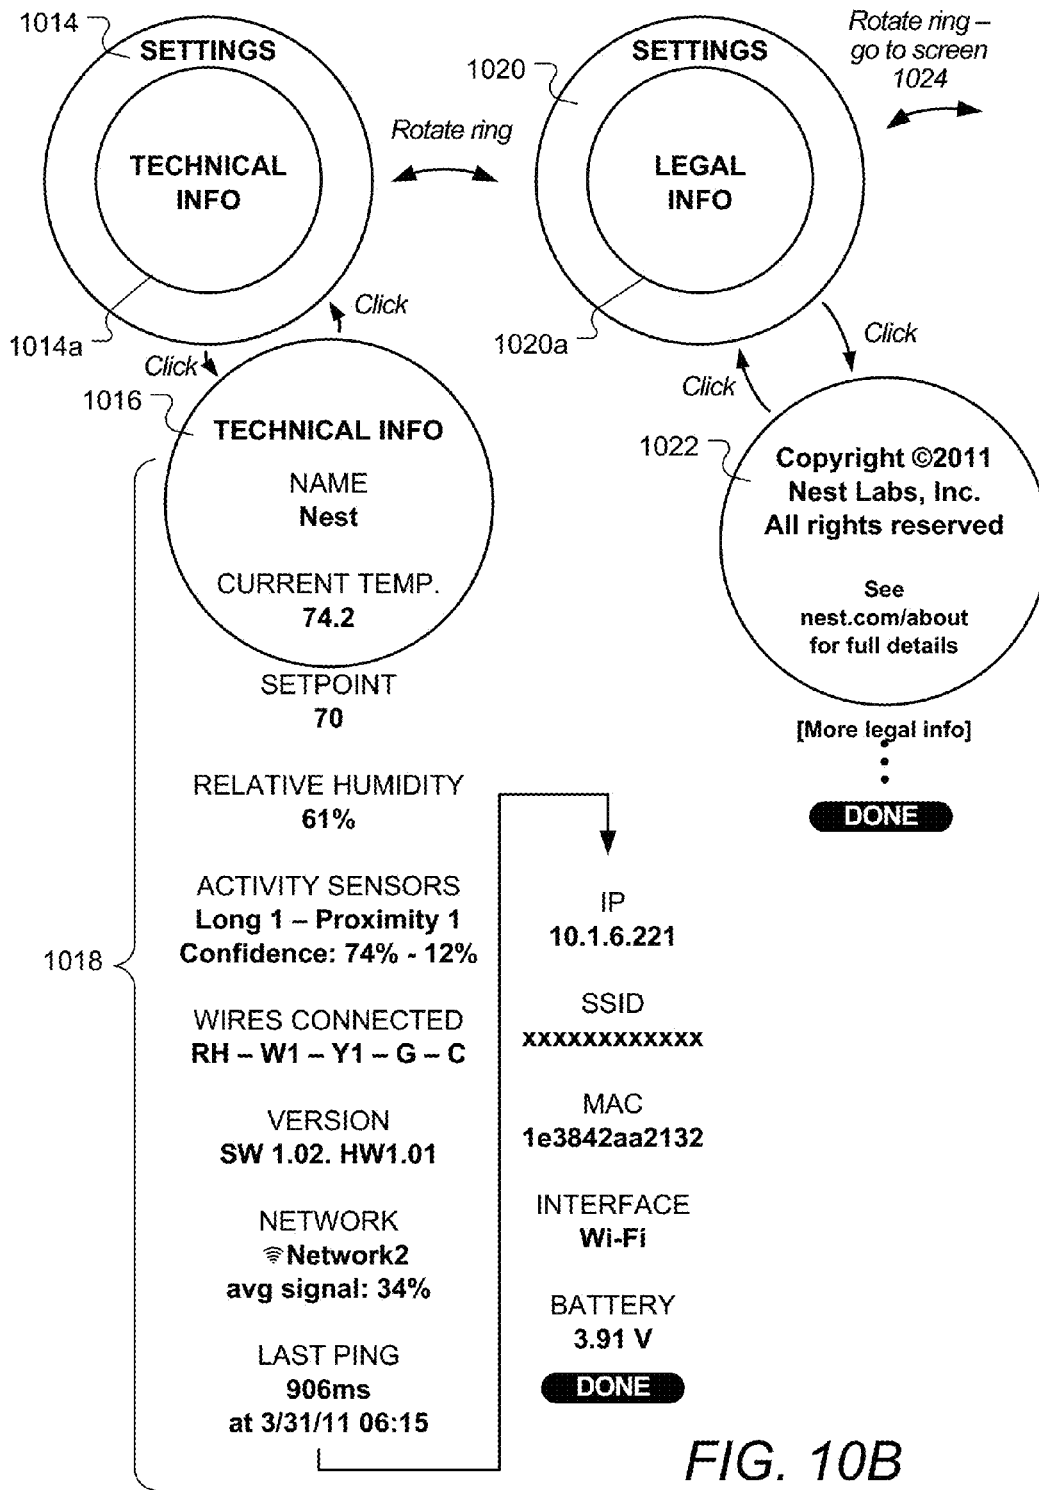 1014
SETTINGS
TECHNICAL
INFO
1014a
Rotate ring
1020
SETTINGS
LEGAL
INFO
1020a
Rotate ring –
go to screen
1024
Click
Click
1016
TECHNICAL INFO
NAME
Nest
CURRENT TEMP.
74.2
SETPOINT
70
RELATIVE HUMIDITY
61%
ACTIVITY SENSORS
Long 1 – Proximity 1
Confidence: 74% - 12%
1018
WIRES CONNECTED
RH – W1 – Y1 – G – C
VERSION
SW 1.02. HW1.01
NETWORK
Network2
avg signal: 34%
LAST PING
906ms
at 3/31/11 06:15
IP
10.1.6.221
SSID
xxxxxxxxxxxx
MAC
1e3842aa2132
INTERFACE
Wi-Fi
BATTERY
3.91 V
DONE
Click
Click
1022
Copyright ©2011
Nest Labs, Inc.
All rights reserved
See
nest.com/about
for full details
[More legal info]
DONE
FIG. 10B